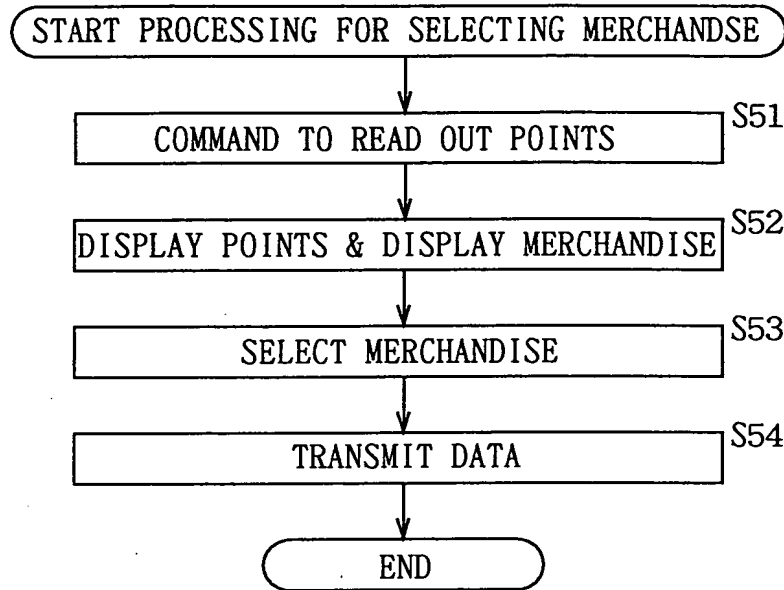 START PROCESSING FOR SELECTING MERCHANDSE
S51
COMMAND TO READ OUT POINTS
S52
DISPLAY POINTS & DISPLAY MERCHANDISE
S53
SELECT MERCHANDISE
S54
TRANSMIT DATA
END